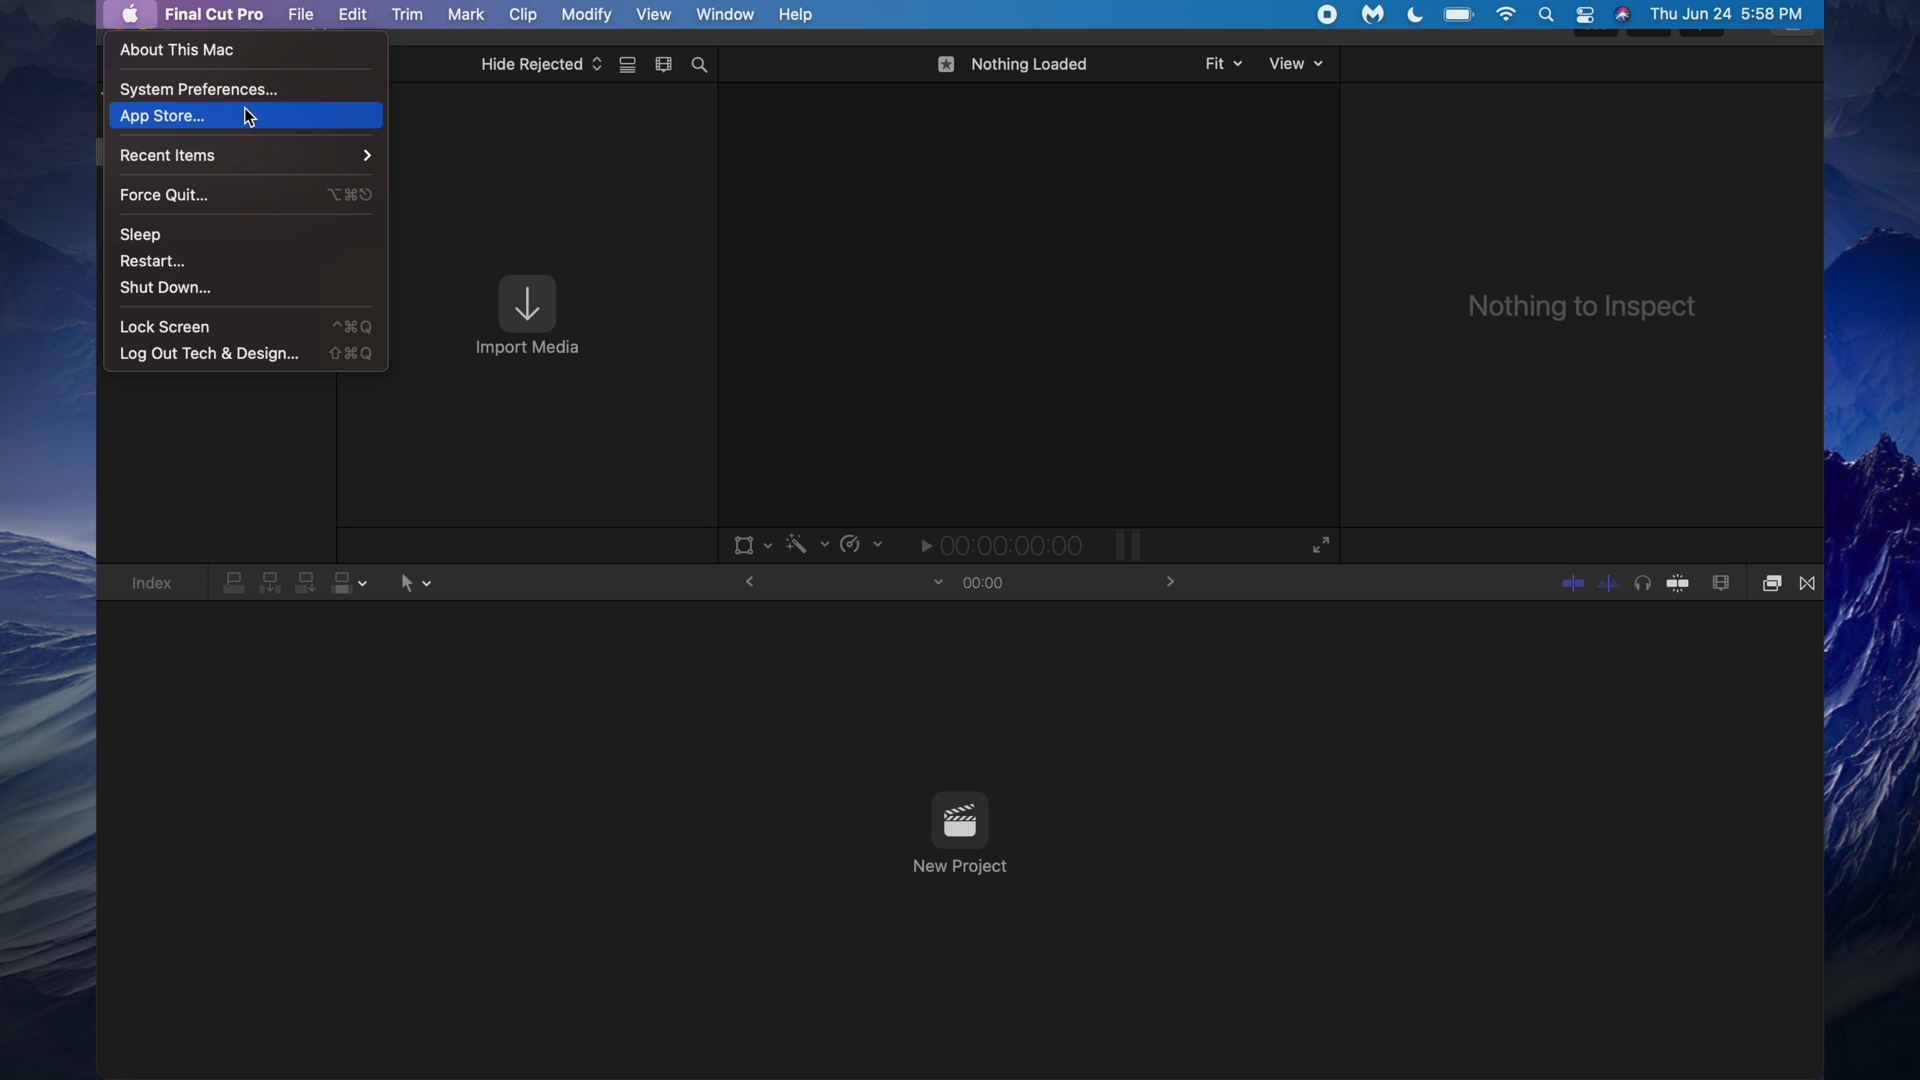 Final Cut Pro File Edit Trim Mark Clip Modify View Window Help Thu Jun 24 5:58 PM
About This Mac
System Preferences...
App Store...
Recent Items
Force Quit... ⌥⌘⎋
Sleep
Restart...
Shut Down...
Lock Screen ^⌘Q
Log Out Tech & Design... ⇧⌘Q
Hide Rejected
Nothing Loaded
Fit
View
Import Media
Nothing to Inspect
00:00:00:00
Index
00:00
New Project